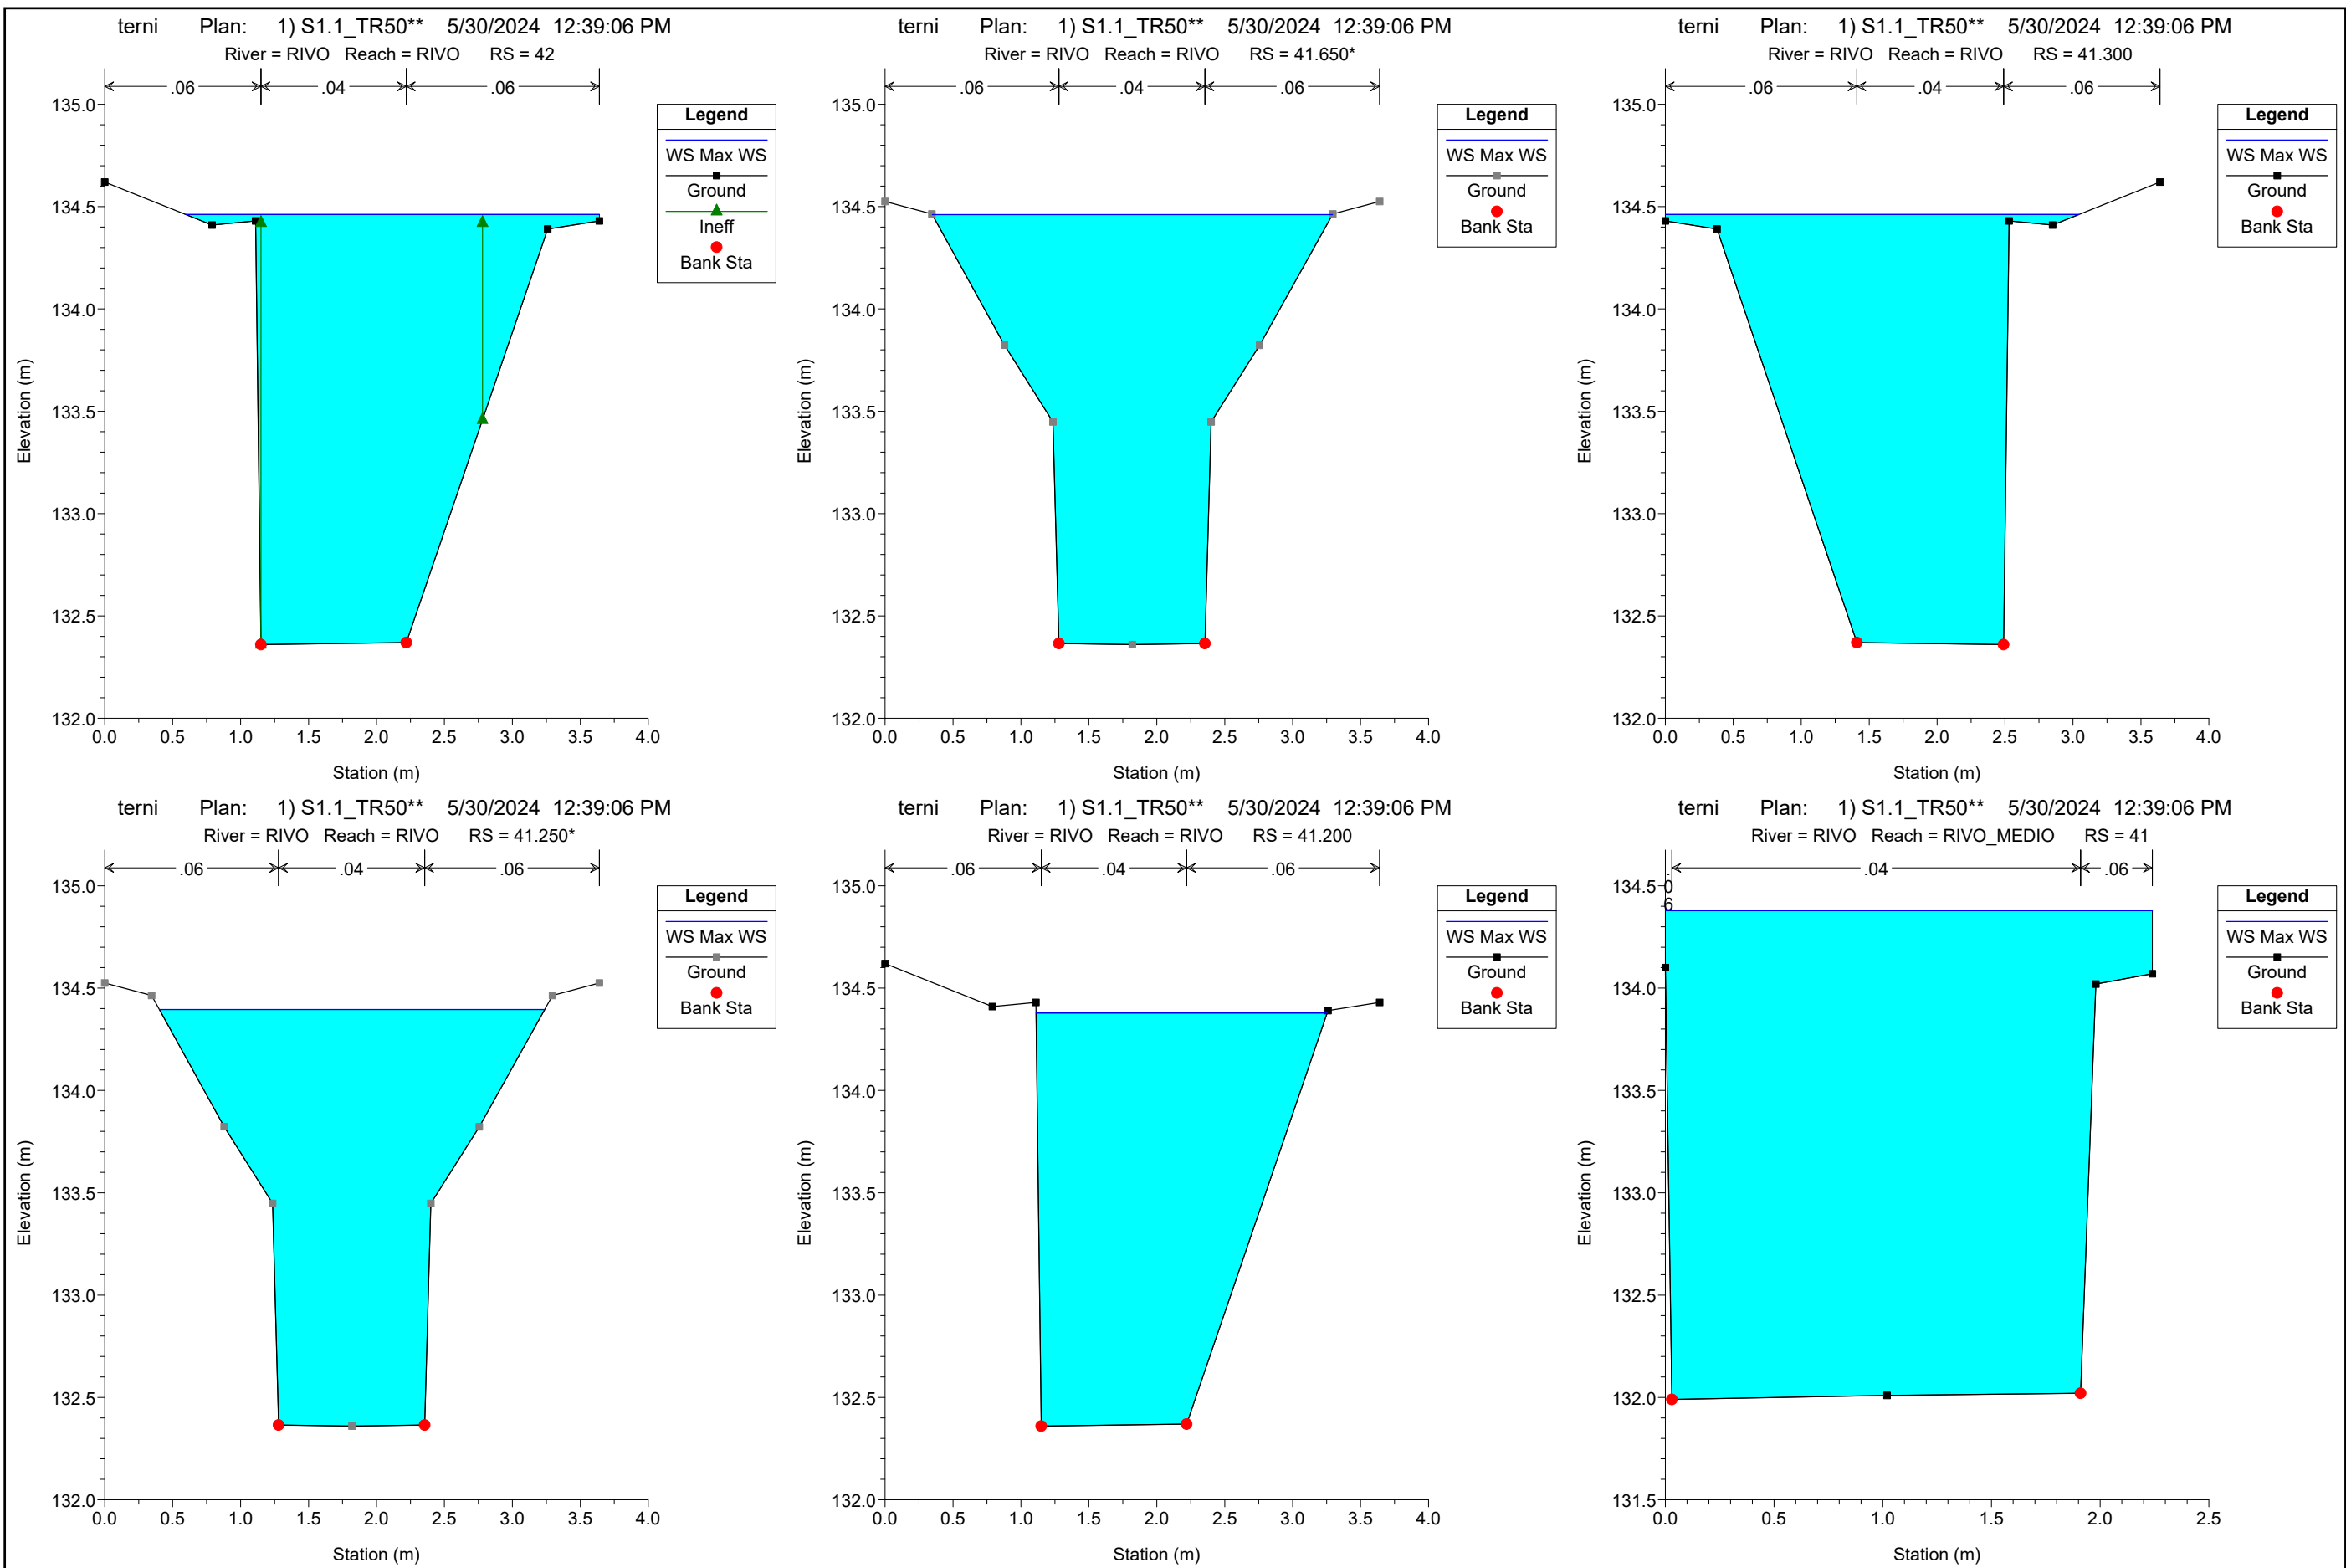 terni Plan: 1) S1.1_TR50** 5/30/2024 12:39:06 PM
River = RIVO Reach = RIVO RS = 42
.06 .04 .06
135.0
134.5
134.0
133.5
133.0
132.5
132.0
Elevation (m)
0.0 0.5 1.0 1.5 2.0 2.5 3.0 3.5 4.0
Station (m)
Legend
WS Max WS
Ground
Ineff
Bank Sta
terni Plan: 1) S1.1_TR50** 5/30/2024 12:39:06 PM
River = RIVO Reach = RIVO RS = 41.650*
.06 .04 .06
135.0
134.5
134.0
133.5
133.0
132.5
132.0
Elevation (m)
0.0 0.5 1.0 1.5 2.0 2.5 3.0 3.5 4.0
Station (m)
Legend
WS Max WS
Ground
Bank Sta
terni Plan: 1) S1.1_TR50** 5/30/2024 12:39:06 PM
River = RIVO Reach = RIVO RS = 41.300
.06 .04 .06
135.0
134.5
134.0
133.5
133.0
132.5
132.0
Elevation (m)
0.0 0.5 1.0 1.5 2.0 2.5 3.0 3.5 4.0
Station (m)
Legend
WS Max WS
Ground
Bank Sta
terni Plan: 1) S1.1_TR50** 5/30/2024 12:39:06 PM
River = RIVO Reach = RIVO RS = 41.250*
.06 .04 .06
135.0
134.5
134.0
133.5
133.0
132.5
132.0
Elevation (m)
0.0 0.5 1.0 1.5 2.0 2.5 3.0 3.5 4.0
Station (m)
Legend
WS Max WS
Ground
Bank Sta
terni Plan: 1) S1.1_TR50** 5/30/2024 12:39:06 PM
River = RIVO Reach = RIVO RS = 41.200
.06 .04 .06
135.0
134.5
134.0
133.5
133.0
132.5
132.0
Elevation (m)
0.0 0.5 1.0 1.5 2.0 2.5 3.0 3.5 4.0
Station (m)
Legend
WS Max WS
Ground
Bank Sta
terni Plan: 1) S1.1_TR50** 5/30/2024 12:39:06 PM
River = RIVO Reach = RIVO_MEDIO RS = 41
.
0
6
.04 .06
134.5
134.0
133.5
133.0
132.5
132.0
131.5
Elevation (m)
0.0 0.5 1.0 1.5 2.0 2.5
Station (m)
Legend
WS Max WS
Ground
Bank Sta